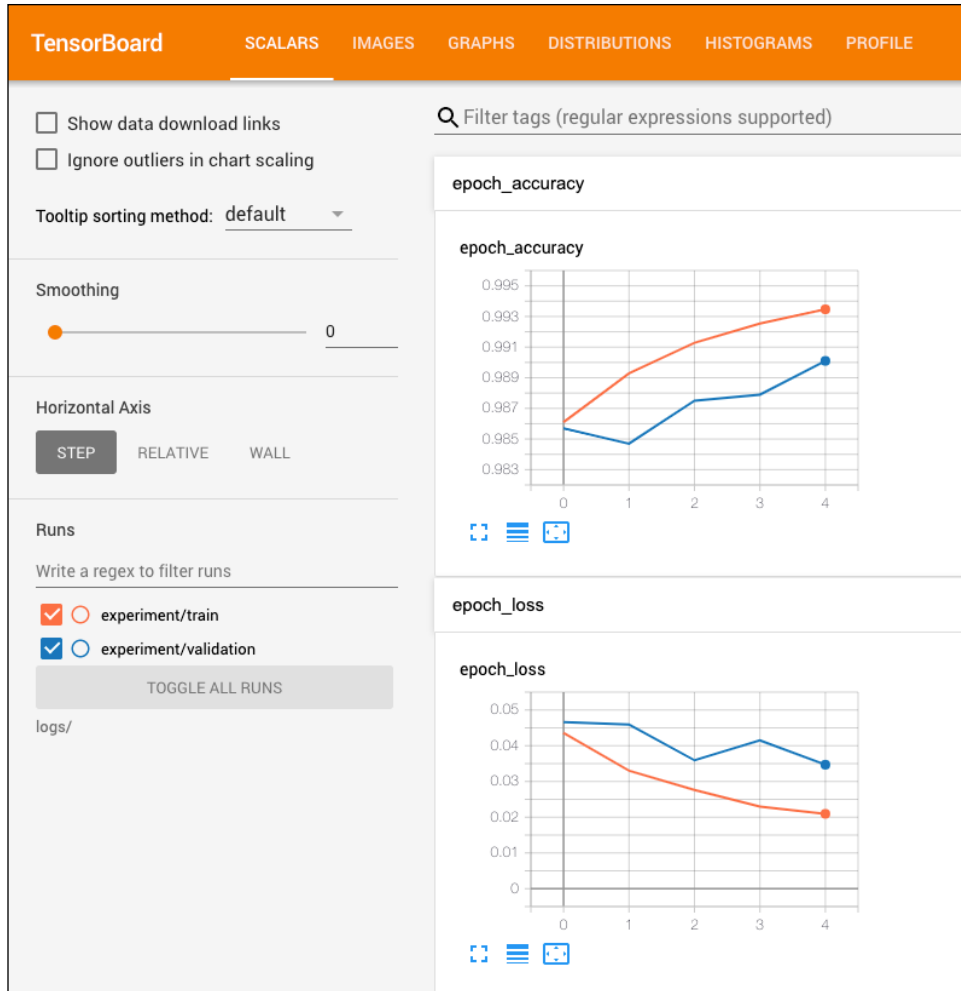 TensorBoard SCALARS IMAGES GRAPHS DISTRIBUTIONS HISTOGRAMS PROFILE
Show data download links
Ignore outliers in chart scaling
Tooltip sorting method: default
Smoothing
0
Horizontal Axis
STEP RELATIVE WALL
Runs
Write a regex to filter runs
experiment/train
experiment/validation
TOGGLE ALL RUNS
logs/
Filter tags (regular expressions supported)
epoch_accuracy
epoch_accuracy
0.995
0.993
0.991
0.989
0.987
0.985
0.983
0 1 2 3 4
epoch_loss
epoch_loss
0.05
0.04
0.03
0.02
0.01
0
0 1 2 3 4